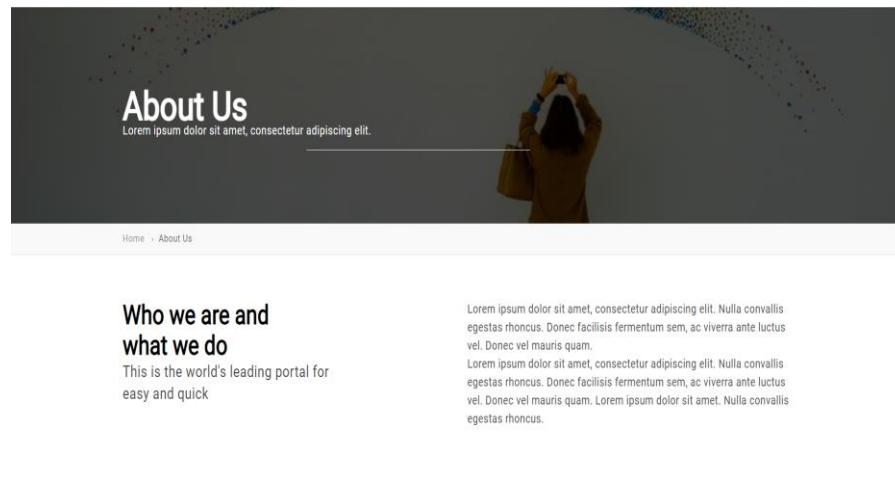 About Us
Lorem ipsum dolor sit amet, consectetur adipiscing elit.
Home › About Us
Who we are and
what we do
This is the world's leading portal for
easy and quick
Lorem ipsum dolor sit amet, consectetur adipiscing elit. Nulla convallis
egestas rhoncus. Donec facilisis fermentum sem, ac viverra ante luctus
vel. Donec vel mauris quam.
Lorem ipsum dolor sit amet, consectetur adipiscing elit. Nulla convallis
egestas rhoncus. Donec facilisis fermentum sem, ac viverra ante luctus
vel. Donec vel mauris quam. Lorem ipsum dolor sit amet. Nulla convallis
egestas rhoncus.